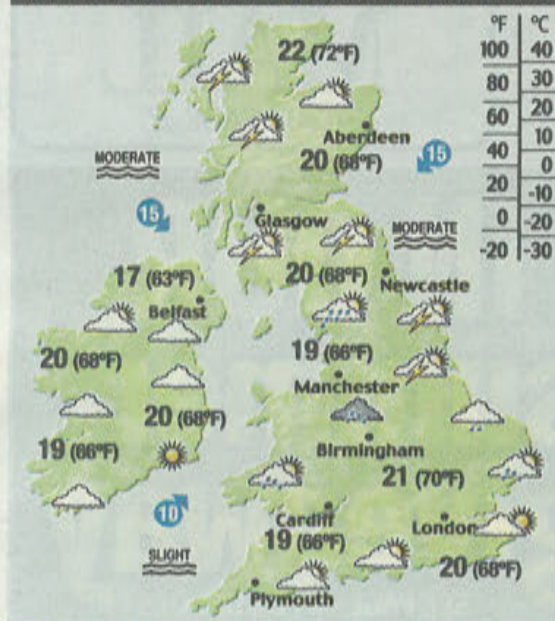 °F °C
100 40
80 30
60 20
40 10
20 0
0 -10
-20 -20
-30
22 (72°F)
Aberdeen
MODERATE
20 (68°F)
15
15
Glasgow
MODERATE
17 (63°F)
20 (68°F)
Newcastle
Belfast
19 (66°F)
20 (68°F)
Manchester
20 (68°F)
19 (66°F)
Birmingham
21 (70°F)
10
Cardiff
London
19 (66°F)
SLIGHT
20 (68°F)
Plymouth